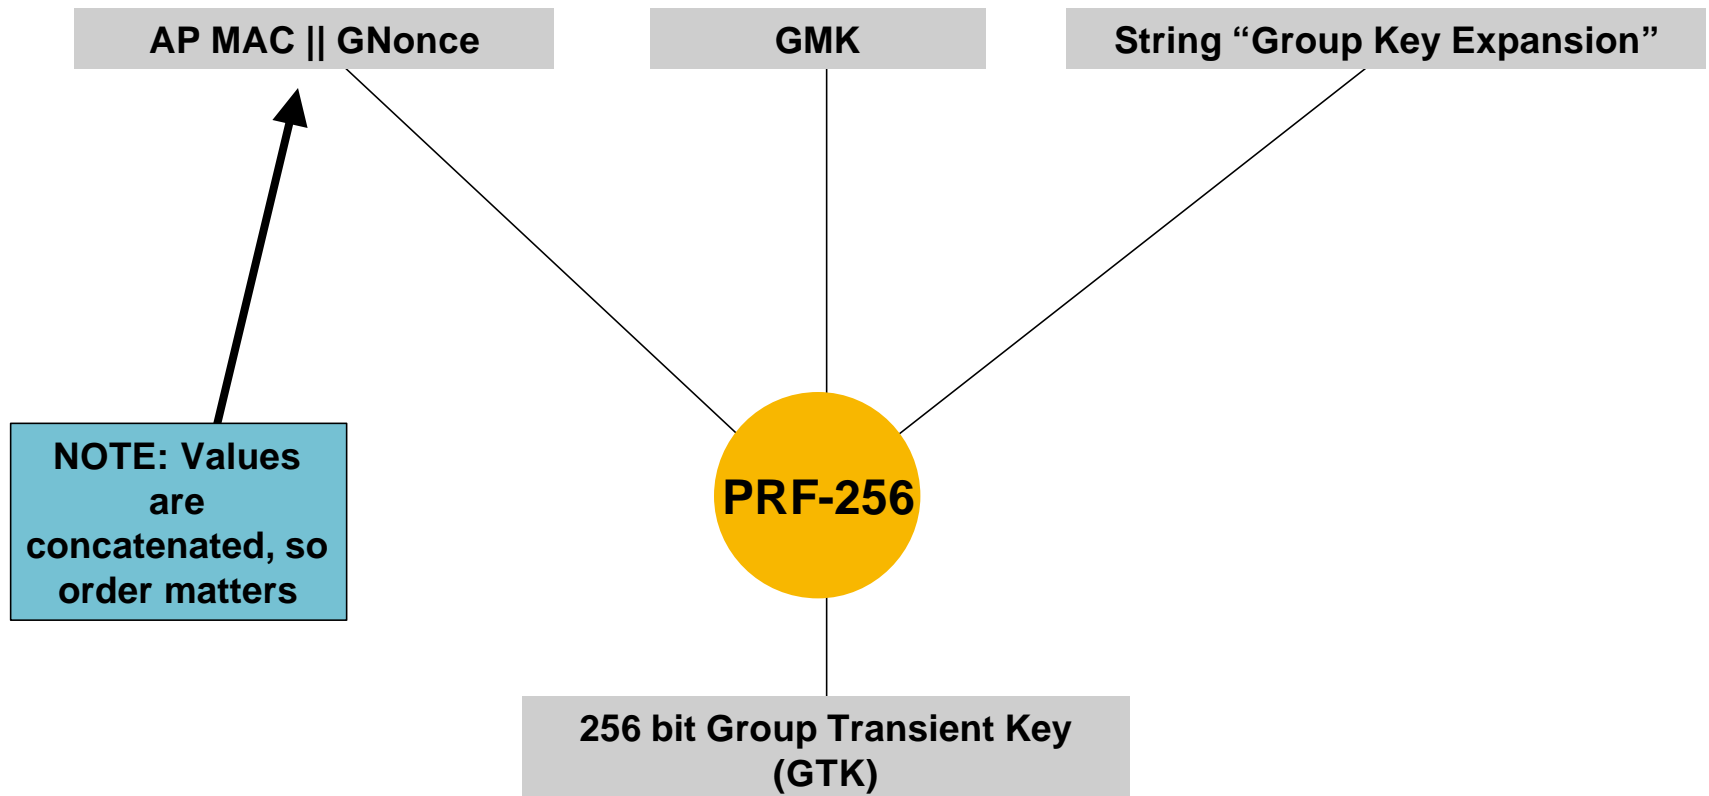 AP MAC || GNonce
GMK
String “Group Key Expansion”
NOTE: Values
are
concatenated, so
order matters
PRF-256
256 bit Group Transient Key
(GTK)